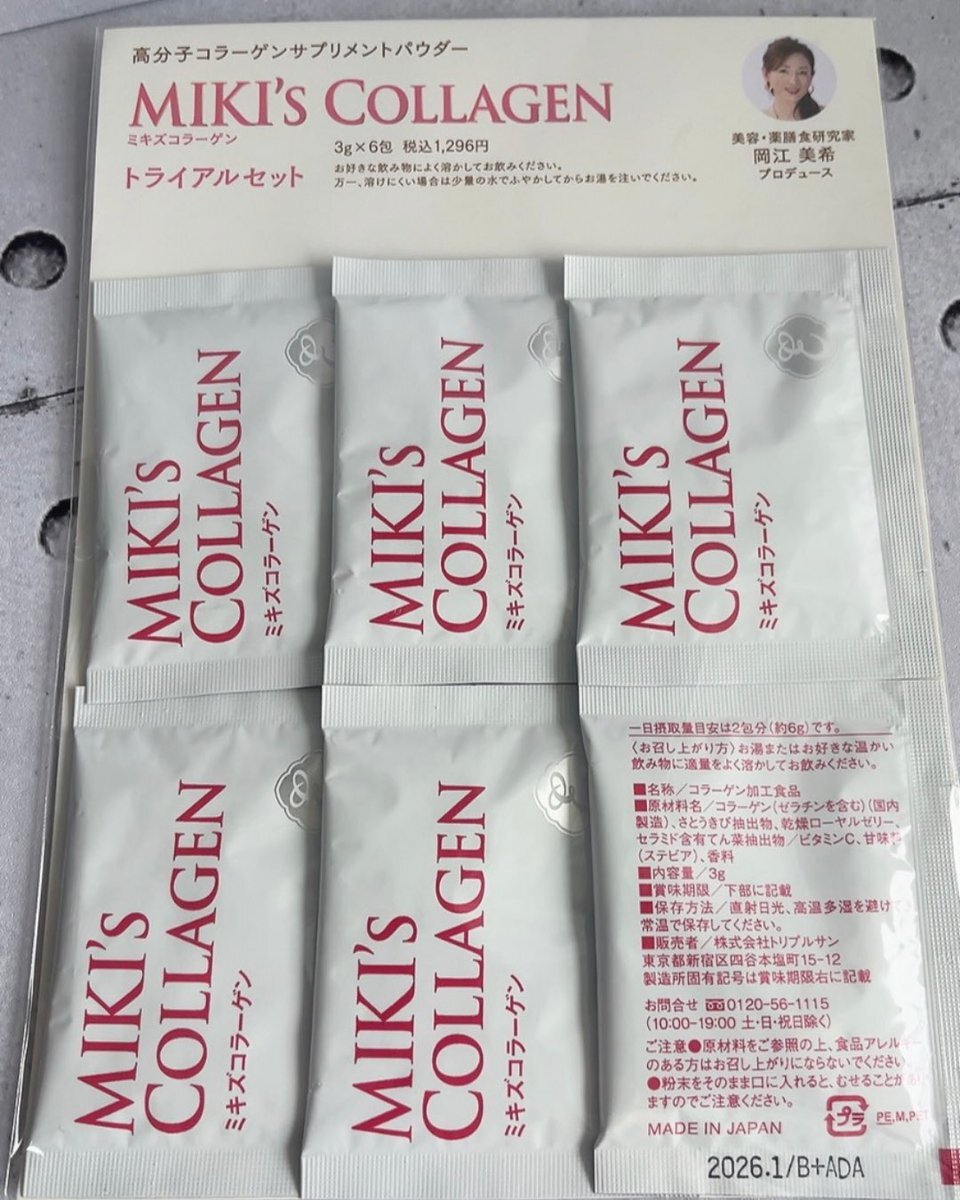 高分子コラーゲンサプリメントパウダー
MIKI's COLLAGEN
ミキズコラーゲン
3g×6包 税込1,296円
トライアルセット
お好きな飲み物によく溶かしてお飲みください。
万一、溶けにくい場合は少量の水でふやかしてからお湯を注いでください。
美容・薬膳食研究家
岡江 美希
プロデュース
MIKI's
COLLAGEN
ミキズコラーゲン
MIKI's
COLLAGEN
ミキズコラーゲン
MIKI's
COLLAGEN
ミキズコラーゲン
MIKI's
COLLAGEN
ミキズコラーゲン
MIKI's
COLLAGEN
ミキズコラーゲン
一日摂取量目安は2包分(約6g)です。
〈お召し上がり方〉お湯またはお好きな温かい
飲み物に適量をよく溶かしてお飲みください。
■名称/コラーゲン加工食品
■原材料名/コラーゲン(ゼラチンを含む)(国内
製造)、さとうきび抽出物、乾燥ローヤルゼリー、
セラミド含有てん菜抽出物/ビタミンC、甘味料
(ステビア)、香料
■内容量/3g
■賞味期限/下部に記載
■保存方法/直射日光、高温多湿を避けて
常温で保存してください。
■販売者/株式会社トリプルサン
東京都新宿区四谷本塩町15-12
製造所固有記号は賞味期限右に記載
お問合せ 0120-56-1115
(10:00-19:00 土・日・祝日除く)
ご注意●原材料をご参照の上、食品アレルギー
のある方はお召し上がりにならないでください
●粉末をそのまま口に入れると、むせることがあり
ますのでご注意ください。
プラ PE,M,PET
MADE IN JAPAN
2026.1/B+ADA